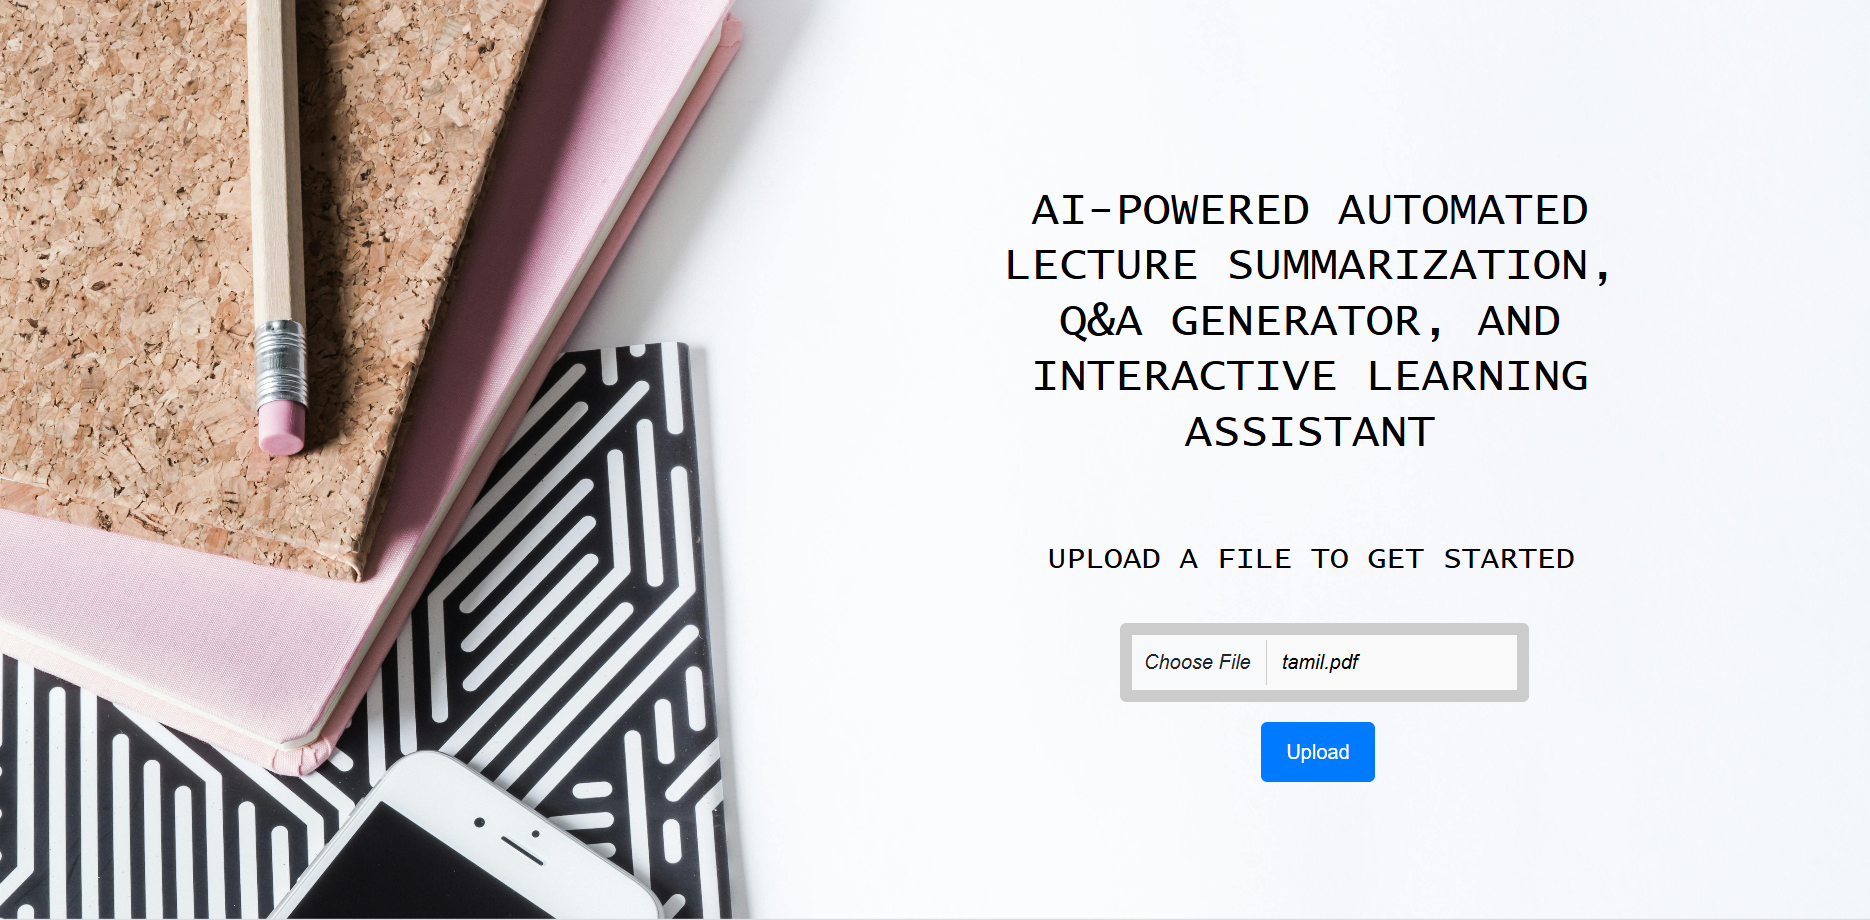 AI-POWERED AUTOMATED
LECTURE SUMMARIZATION,
Q&A GENERATOR, AND
INTERACTIVE LEARNING
ASSISTANT
UPLOAD A FILE TO GET STARTED
Choose File tamil.pdf
Upload